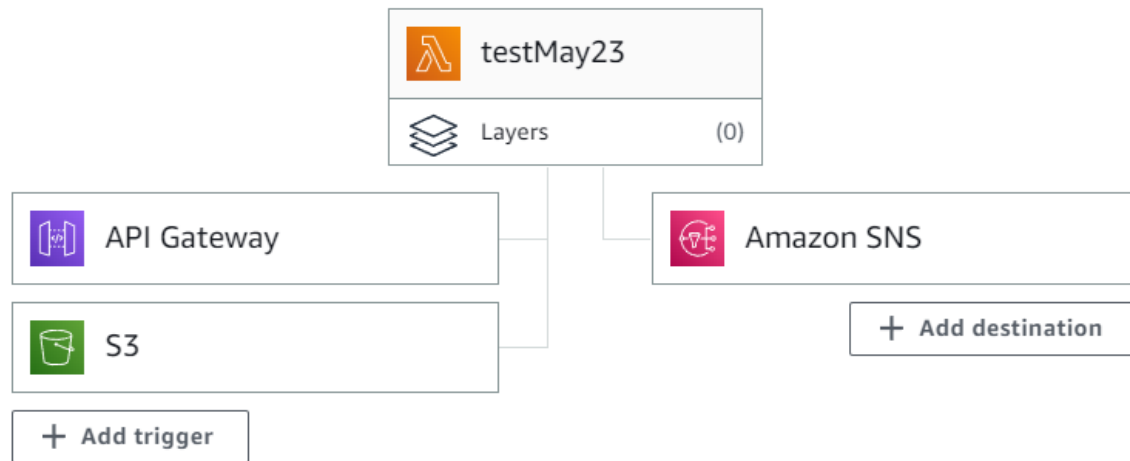 testMay23
Layers (0)
API Gateway
Amazon SNS
S3
+ Add destination
+ Add trigger